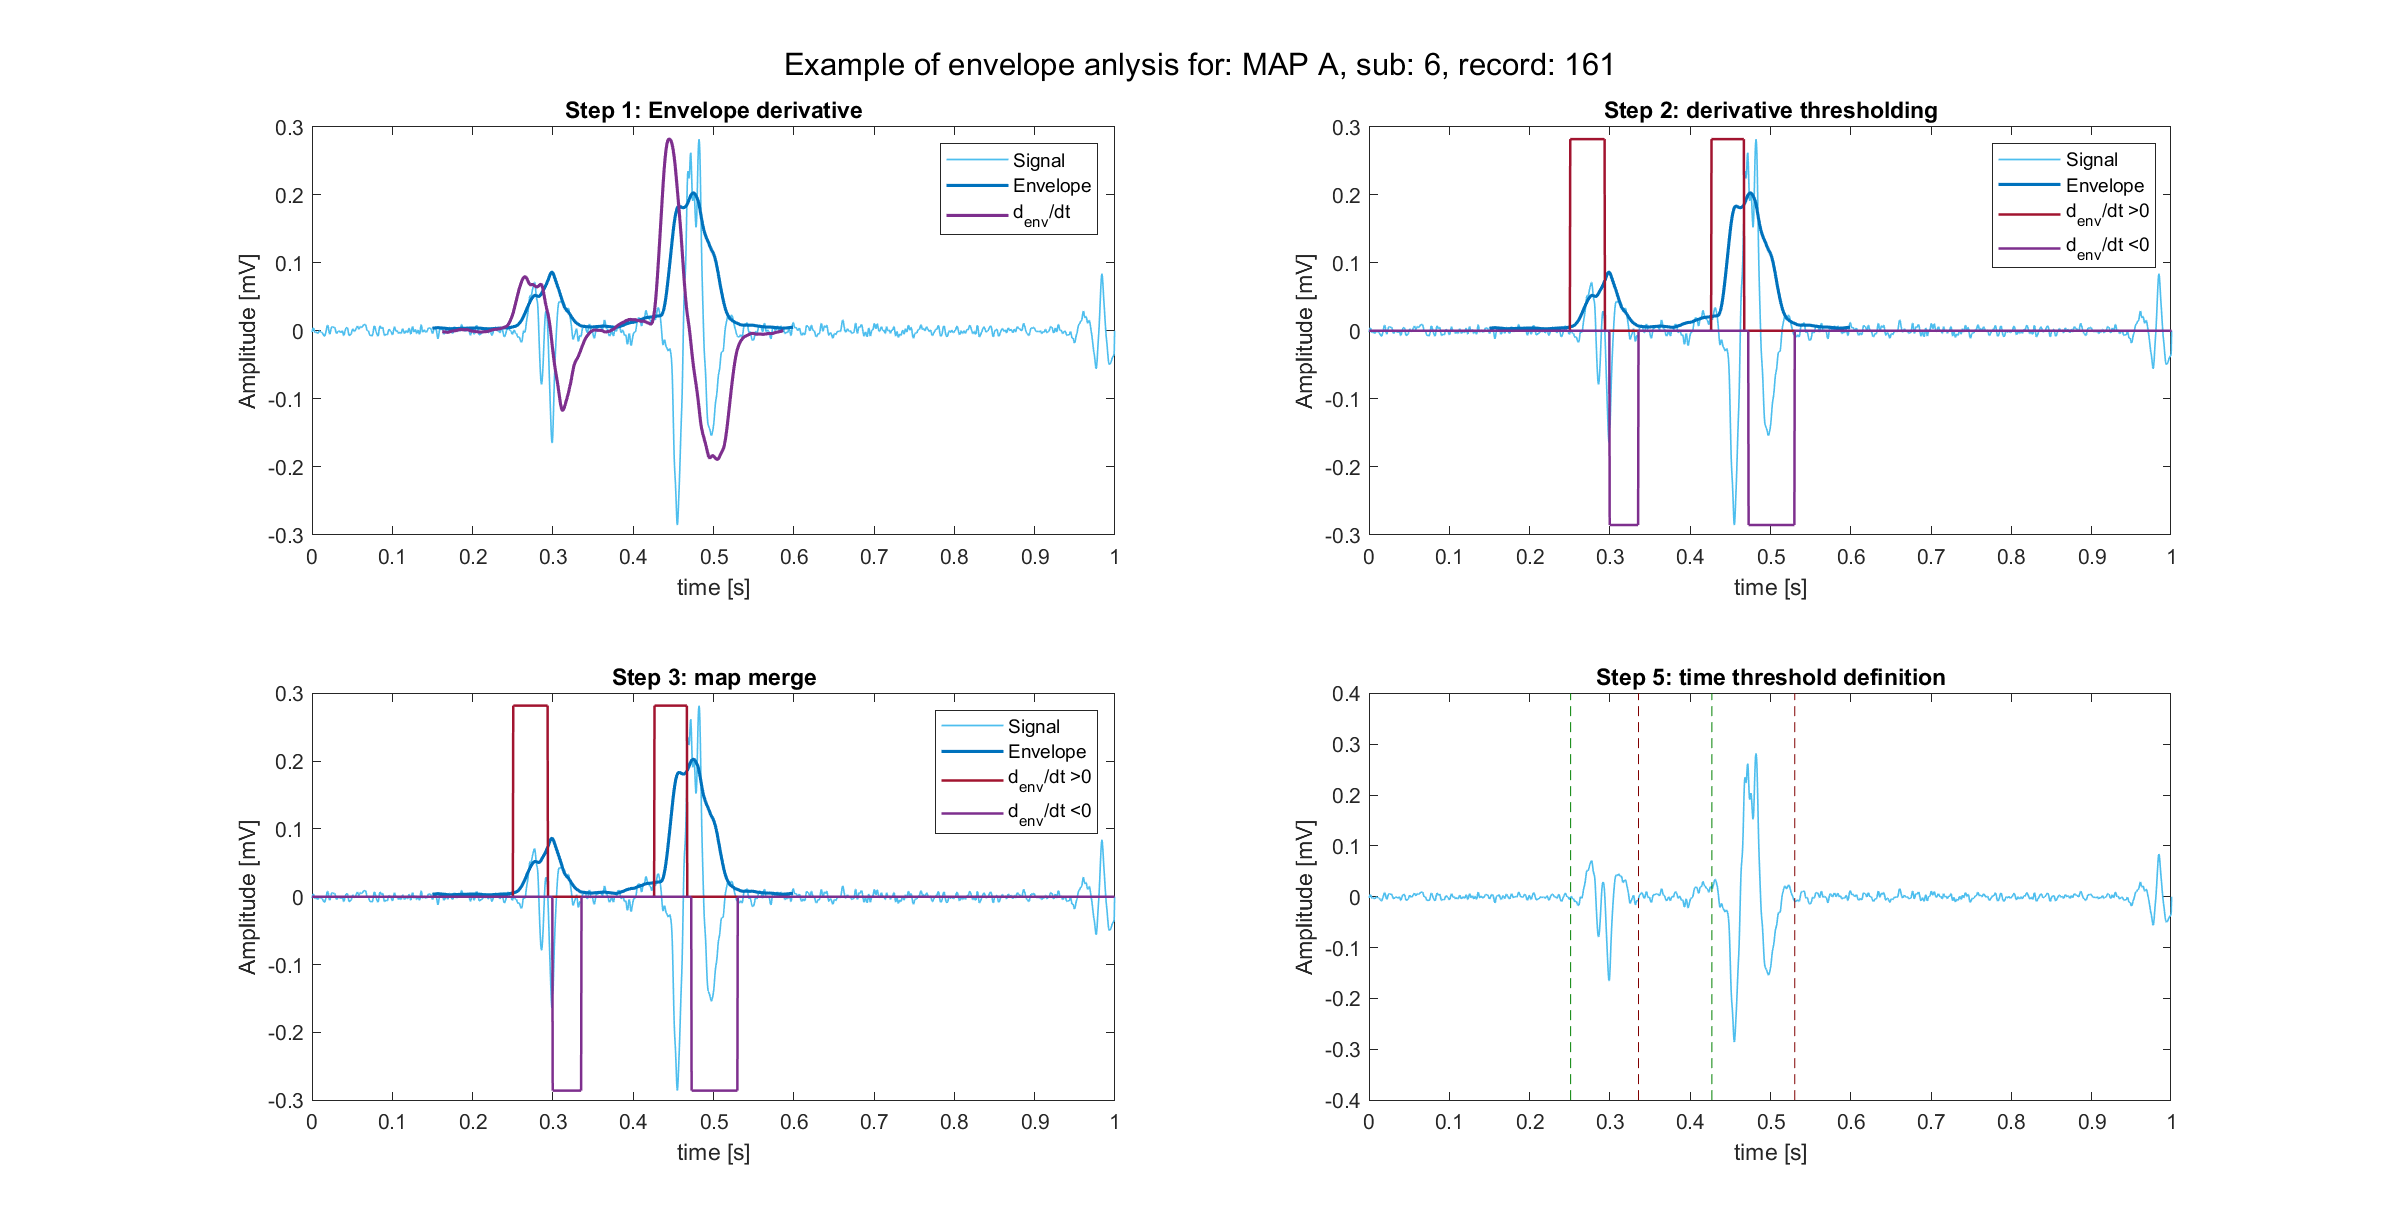 Example of envelope anlysis for: MAP A, sub: 6, record: 161
Step 1: Envelope derivative
Amplitude [mV]
0.3
0.2
0.1
0
-0.1
-0.2
-0.3
Signal
Envelope
d_env/dt
0 0.1 0.2 0.3 0.4 0.5 0.6 0.7 0.8 0.9 1
time [s]
Step 2: derivative thresholding
Amplitude [mV]
0.3
0.2
0.1
0
-0.1
-0.2
-0.3
Signal
Envelope
d_env/dt >0
d_env/dt <0
0 0.1 0.2 0.3 0.4 0.5 0.6 0.7 0.8 0.9 1
time [s]
Step 3: map merge
Amplitude [mV]
0.3
0.2
0.1
0
-0.1
-0.2
-0.3
Signal
Envelope
d_env/dt >0
d_env/dt <0
0 0.1 0.2 0.3 0.4 0.5 0.6 0.7 0.8 0.9 1
time [s]
Step 5: time threshold definition
Amplitude [mV]
0.4
0.3
0.2
0.1
0
-0.1
-0.2
-0.3
-0.4
0 0.1 0.2 0.3 0.4 0.5 0.6 0.7 0.8 0.9 1
time [s]